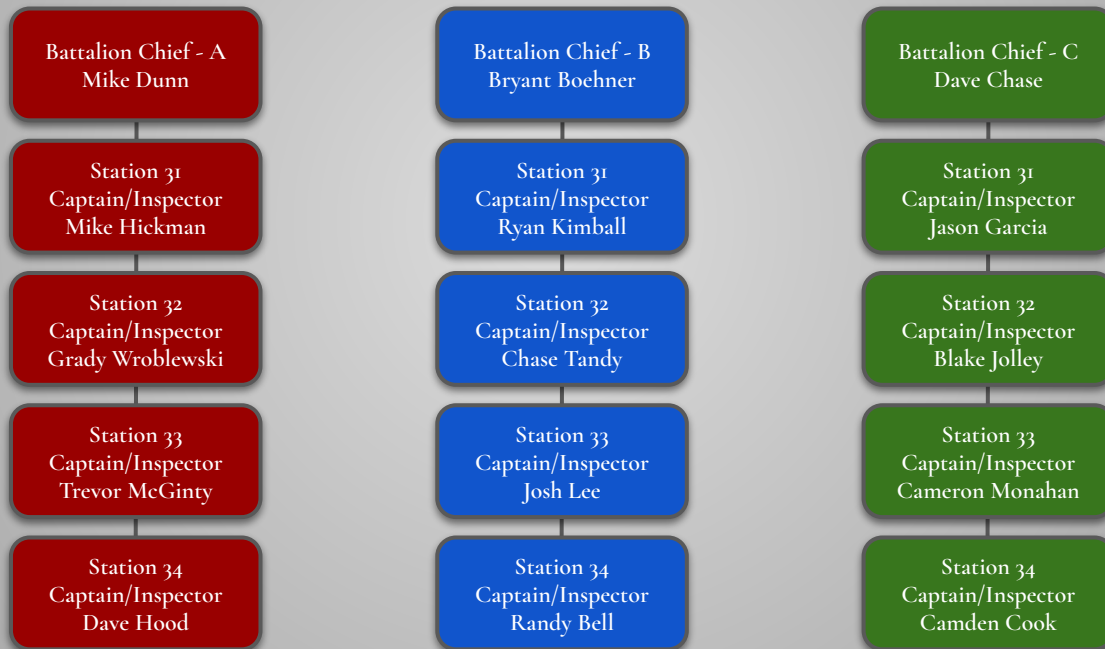 Battalion Chief - A
Mike Dunn
Battalion Chief - B
Bryant Boehner
Battalion Chief - C
Dave Chase
Station 31
Captain/Inspector
Mike Hickman
Station 31
Captain/Inspector
Ryan Kimball
Station 31
Captain/Inspector
Jason Garcia
Station 32
Captain/Inspector
Grady Wroblewski
Station 32
Captain/Inspector
Chase Tandy
Station 32
Captain/Inspector
Blake Jolley
Station 33
Captain/Inspector
Trevor McGinty
Station 33
Captain/Inspector
Josh Lee
Station 33
Captain/Inspector
Cameron Monahan
Station 34
Captain/Inspector
Dave Hood
Station 34
Captain/Inspector
Randy Bell
Station 34
Captain/Inspector
Camden Cook